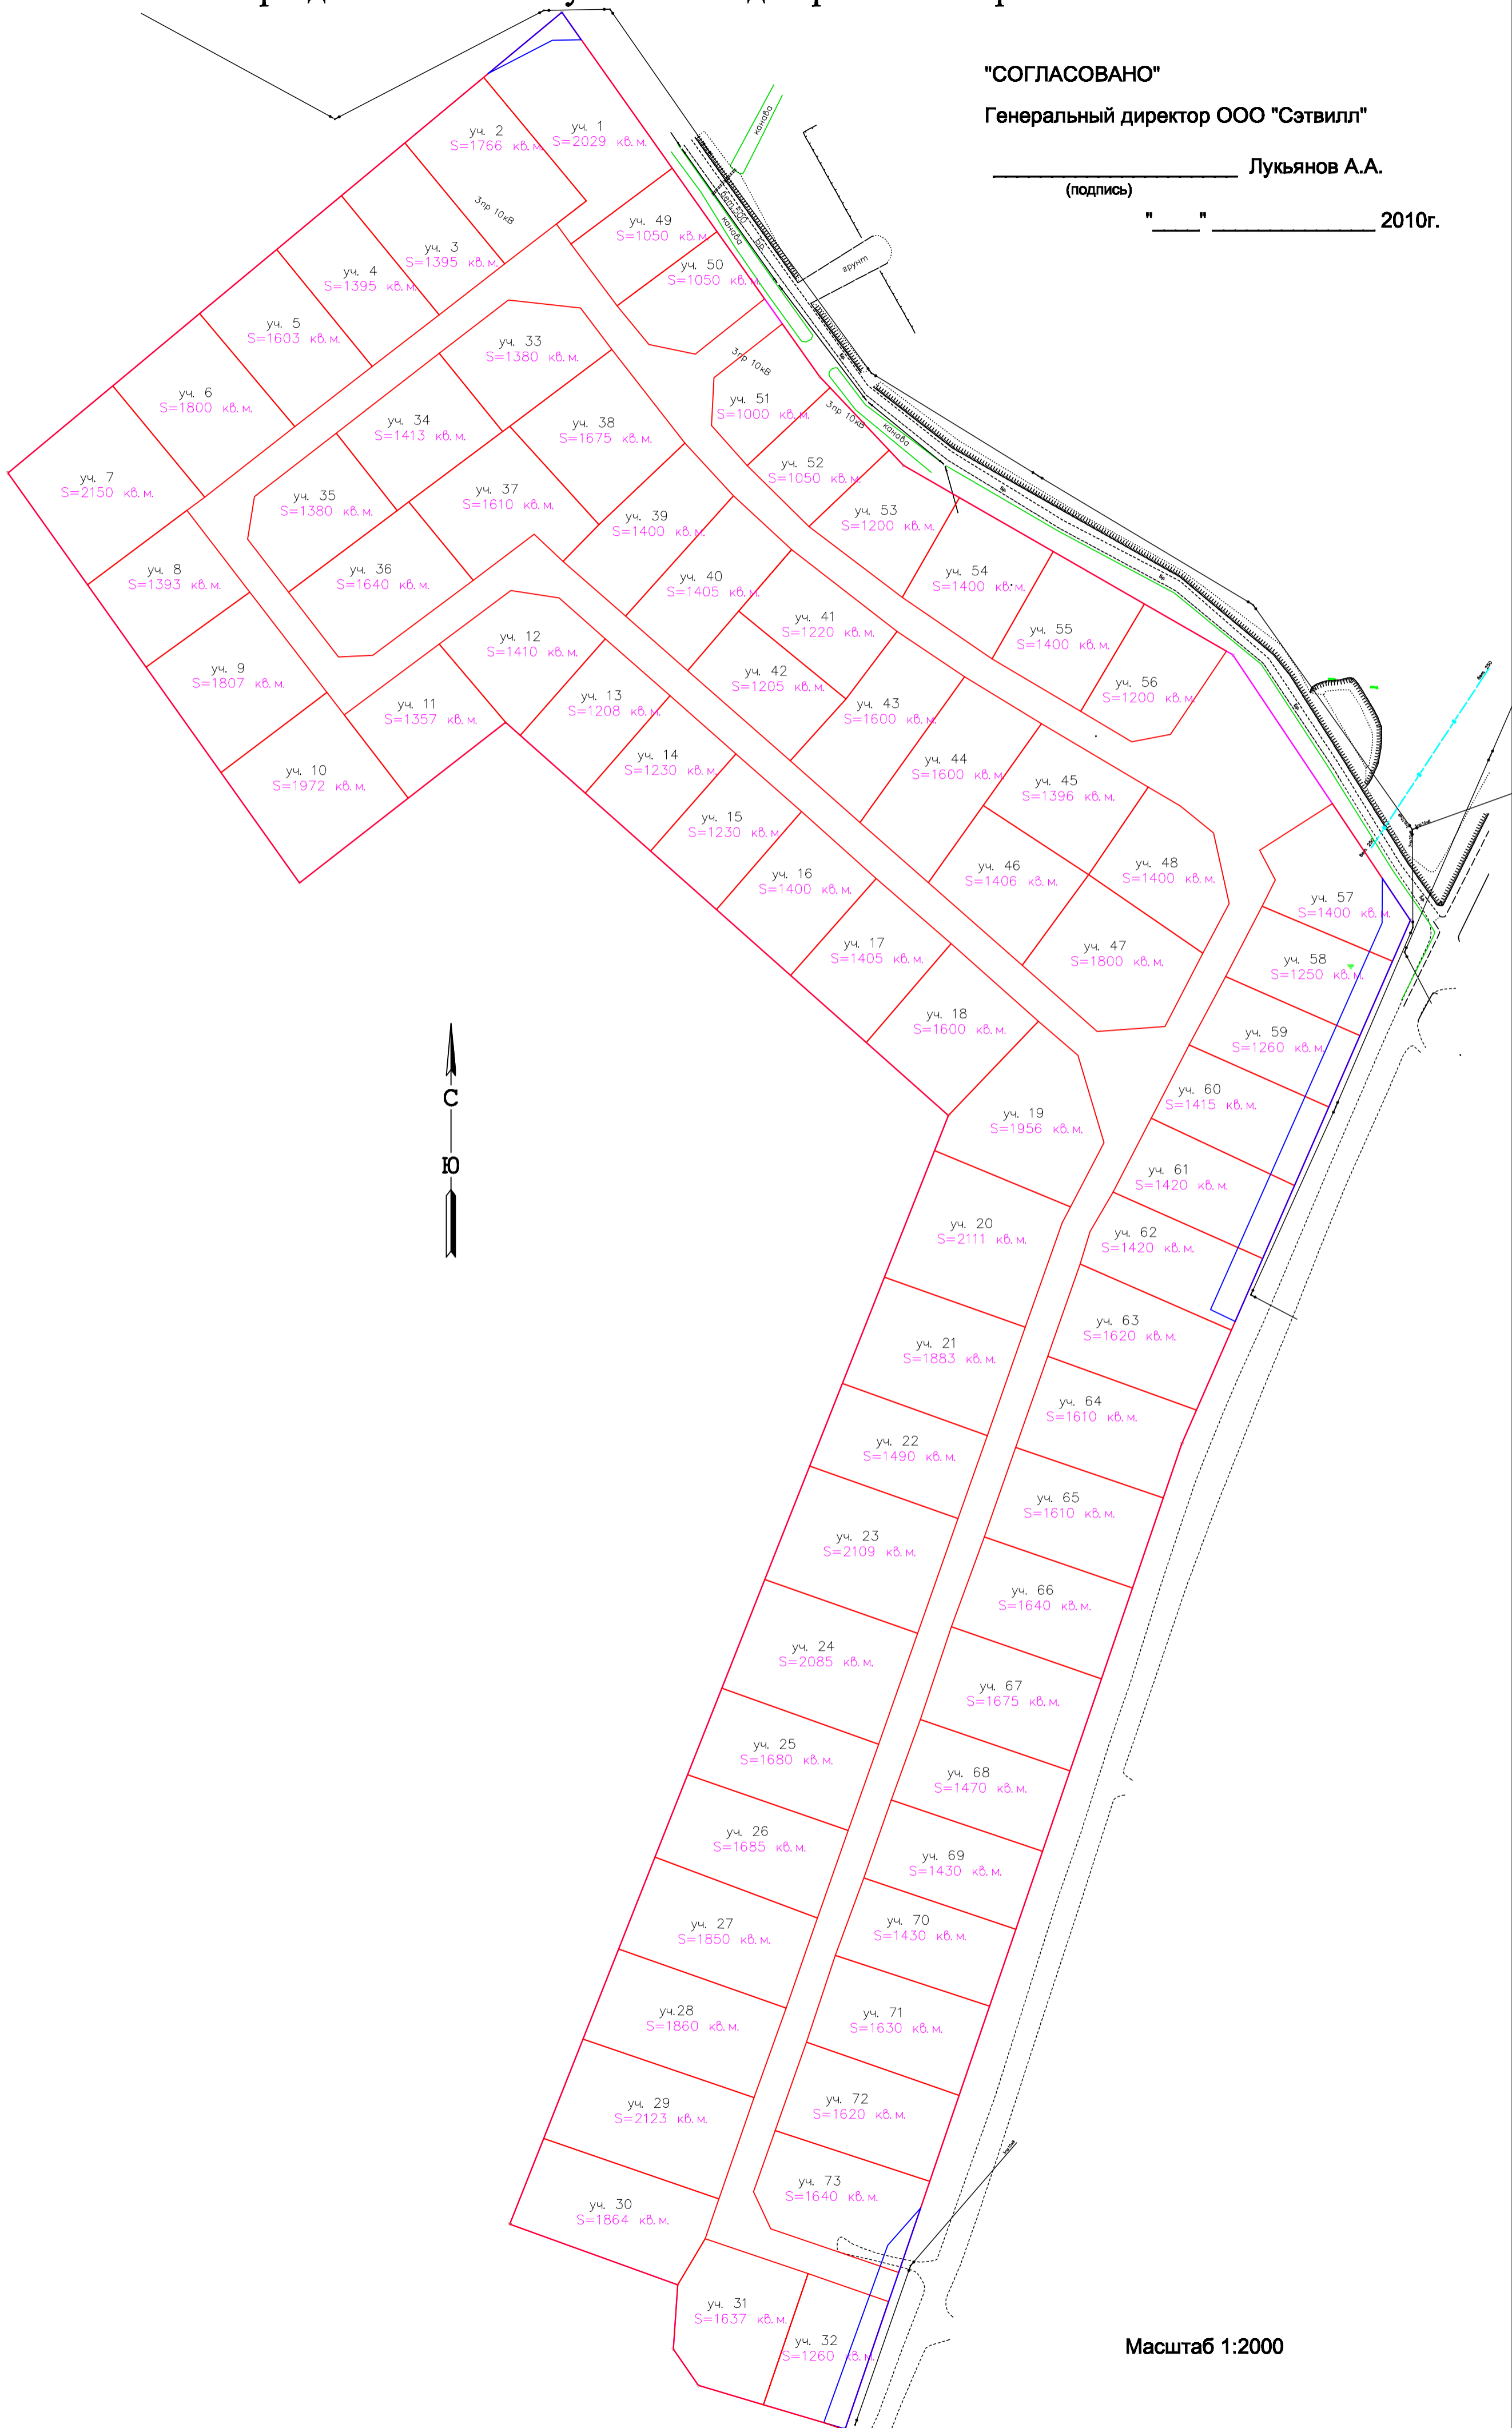 "СОГЛАСОВАНО"
Генеральный директор ООО "Сэтвилл"
Лукьянов А.А.
(подпись)
"____" ______________ 2010г.
канава
уч. 1
S=2029 кв.м.
уч. 2
S=1766 кв.м.
3пр 10кВ
уч. 3
S=1395 кв.м.
уч. 4
S=1395 кв.м.
уч. 5
S=1603 кв.м.
уч. 6
S=1800 кв.м.
уч. 7
S=2150 кв.м.
уч. 8
S=1393 кв.м.
уч. 9
S=1807 кв.м.
уч. 10
S=1972 кв.м.
уч. 11
S=1357 кв.м.
уч. 12
S=1410 кв.м.
уч. 13
S=1208 кв.м.
уч. 14
S=1230 кв.м.
уч. 15
S=1230 кв.м.
уч. 16
S=1400 кв.м.
уч. 17
S=1405 кв.м.
уч. 18
S=1600 кв.м.
уч. 19
S=1956 кв.м.
уч. 20
S=2111 кв.м.
уч. 21
S=1883 кв.м.
уч. 22
S=1490 кв.м.
уч. 23
S=2109 кв.м.
уч. 24
S=2085 кв.м.
уч. 25
S=1680 кв.м.
уч. 26
S=1685 кв.м.
уч. 27
S=1850 кв.м.
уч.28
S=1860 кв.м.
уч. 29
S=2123 кв.м.
уч. 30
S=1864 кв.м.
уч. 31
S=1637 кв.м.
уч. 32
S=1260 кв.м.
уч. 33
S=1380 кв.м.
уч. 34
S=1413 кв.м.
уч. 35
S=1380 кв.м.
уч. 36
S=1640 кв.м.
уч. 37
S=1610 кв.м.
уч. 38
S=1675 кв.м.
уч. 39
S=1400 кв.м.
уч. 40
S=1405 кв.м.
уч. 41
S=1220 кв.м.
уч. 42
S=1205 кв.м.
уч. 43
S=1600 кв.м.
уч. 44
S=1600 кв.м.
уч. 45
S=1396 кв.м.
уч. 46
S=1406 кв.м.
уч. 47
S=1800 кв.м.
уч. 48
S=1400 кв.м.
уч. 49
S=1050 кв.м.
уч. 50
S=1050 кв.м.
канава
грунт
3пр 10кВ
уч. 51
S=1000 кв.м.
3пр 10кВ
канава
уч. 52
S=1050 кв.м.
уч. 53
S=1200 кв.м.
уч. 54
S=1400 кв.м.
уч. 55
S=1400 кв.м.
уч. 56
S=1200 кв.м.
уч. 57
S=1400 кв.м.
уч. 58
S=1250 кв.м.
уч. 59
S=1260 кв.м.
уч. 60
S=1415 кв.м.
уч. 61
S=1420 кв.м.
уч. 62
S=1420 кв.м.
уч. 63
S=1620 кв.м.
уч. 64
S=1610 кв.м.
уч. 65
S=1610 кв.м.
уч. 66
S=1640 кв.м.
уч. 67
S=1675 кв.м.
уч. 68
S=1470 кв.м.
уч. 69
S=1430 кв.м.
уч. 70
S=1430 кв.м.
уч. 71
S=1630 кв.м.
уч. 72
S=1620 кв.м.
уч. 73
S=1640 кв.м.
С
Ю
Масштаб 1:2000